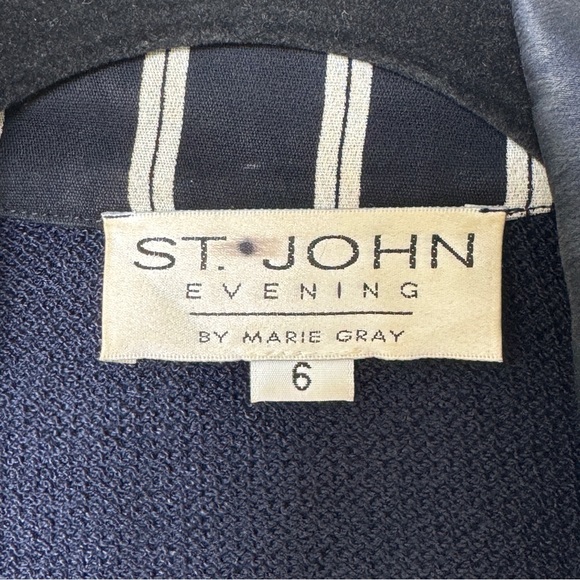 ST. JOHN
EVENING
BY MARIE GRAY
6